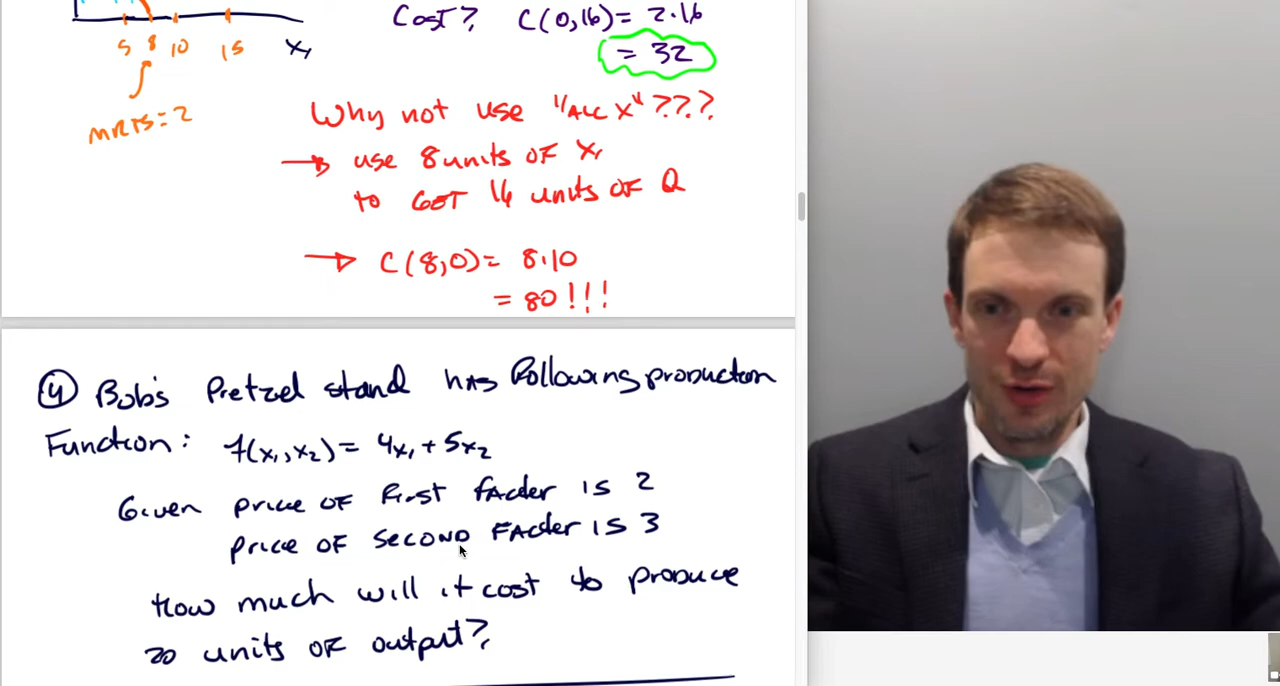 Cost? C(0,16) = 2·16
= 32
5 8 10 15 X₁
MRTS = 2
Why not use "ALL X" ???
→ use 8 units OF X₁
to GET 16 units OF Q
→ C(8,0) = 8·10
= 80!!!
④ Bob's Pretzel stand has following production
Function: f(x₁,x₂) = 4x₁ + 5x₂
Given price OF First factor is 2
price OF SECOND FActor is 3
How much will it cost to produce
20 units OF output?